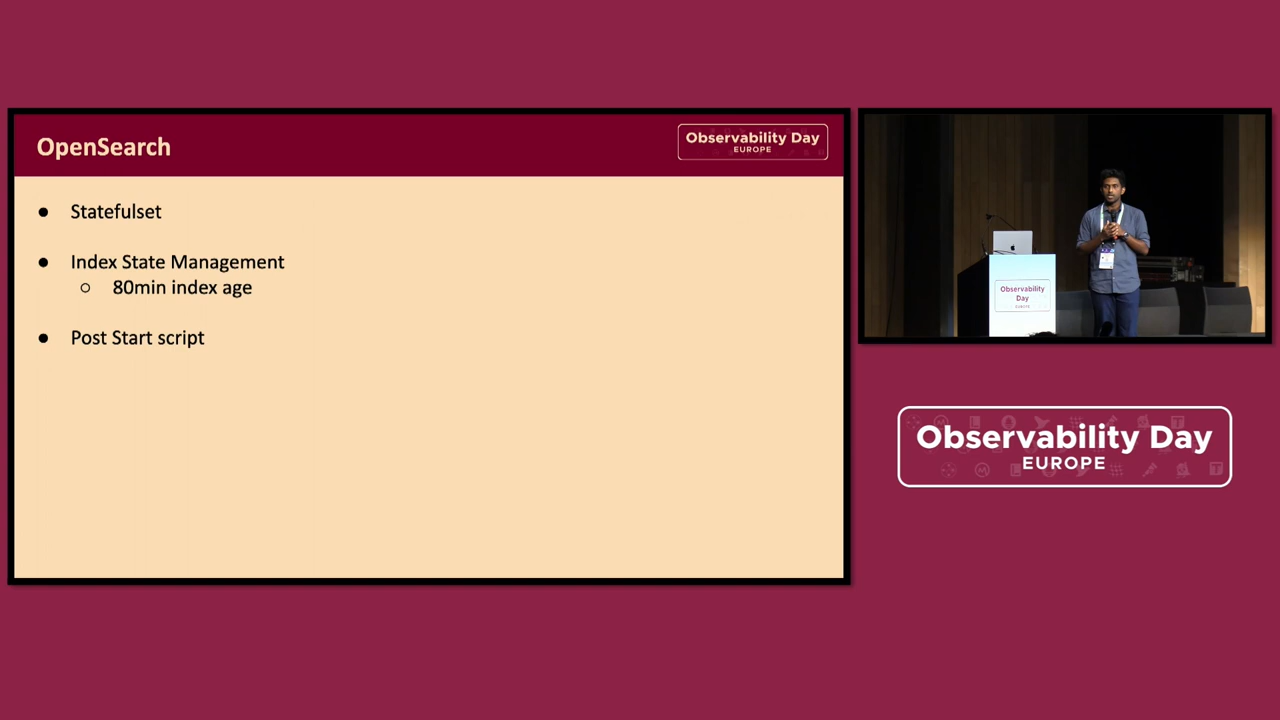 OpenSearch
Observability Day
EUROPE
● Statefulset
● Index State Management
○ 80min index age
● Post Start script
Observability
Day
EUROPE
Observability Day
EUROPE